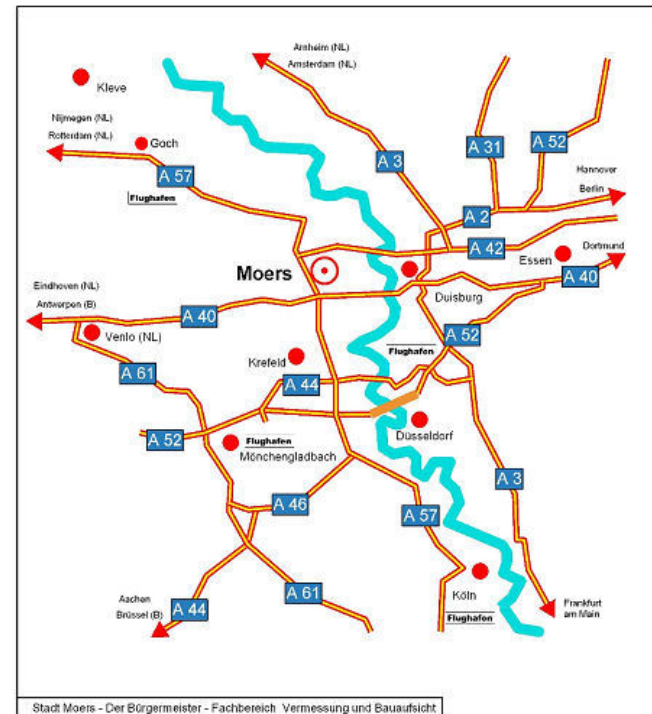 Arnheim (NL)
Amsterdam (NL)
Kleve
Nijmegen (NL)
Rotterdam (NL)
Goch
A 57
Flughafen
A 3
A 31
A 52
Hannover
Berlin
A 2
A 42
Essen
Dortmund
A 40
Moers
Duisburg
Eindhoven (NL)
Antwerpen (B)
A 40
Venlo (NL)
A 61
Krefeld
A 44
Flughafen
A 52
A 52
Flughafen
Mönchengladbach
Düsseldorf
A 46
A 57
A 3
Köln
Flughafen
Aachen
Brüssel (B)
A 44
A 61
Frankfurt
am Main
Stadt Moers - Der Bürgermeister - Fachbereich Vermessung und Bauaufsicht